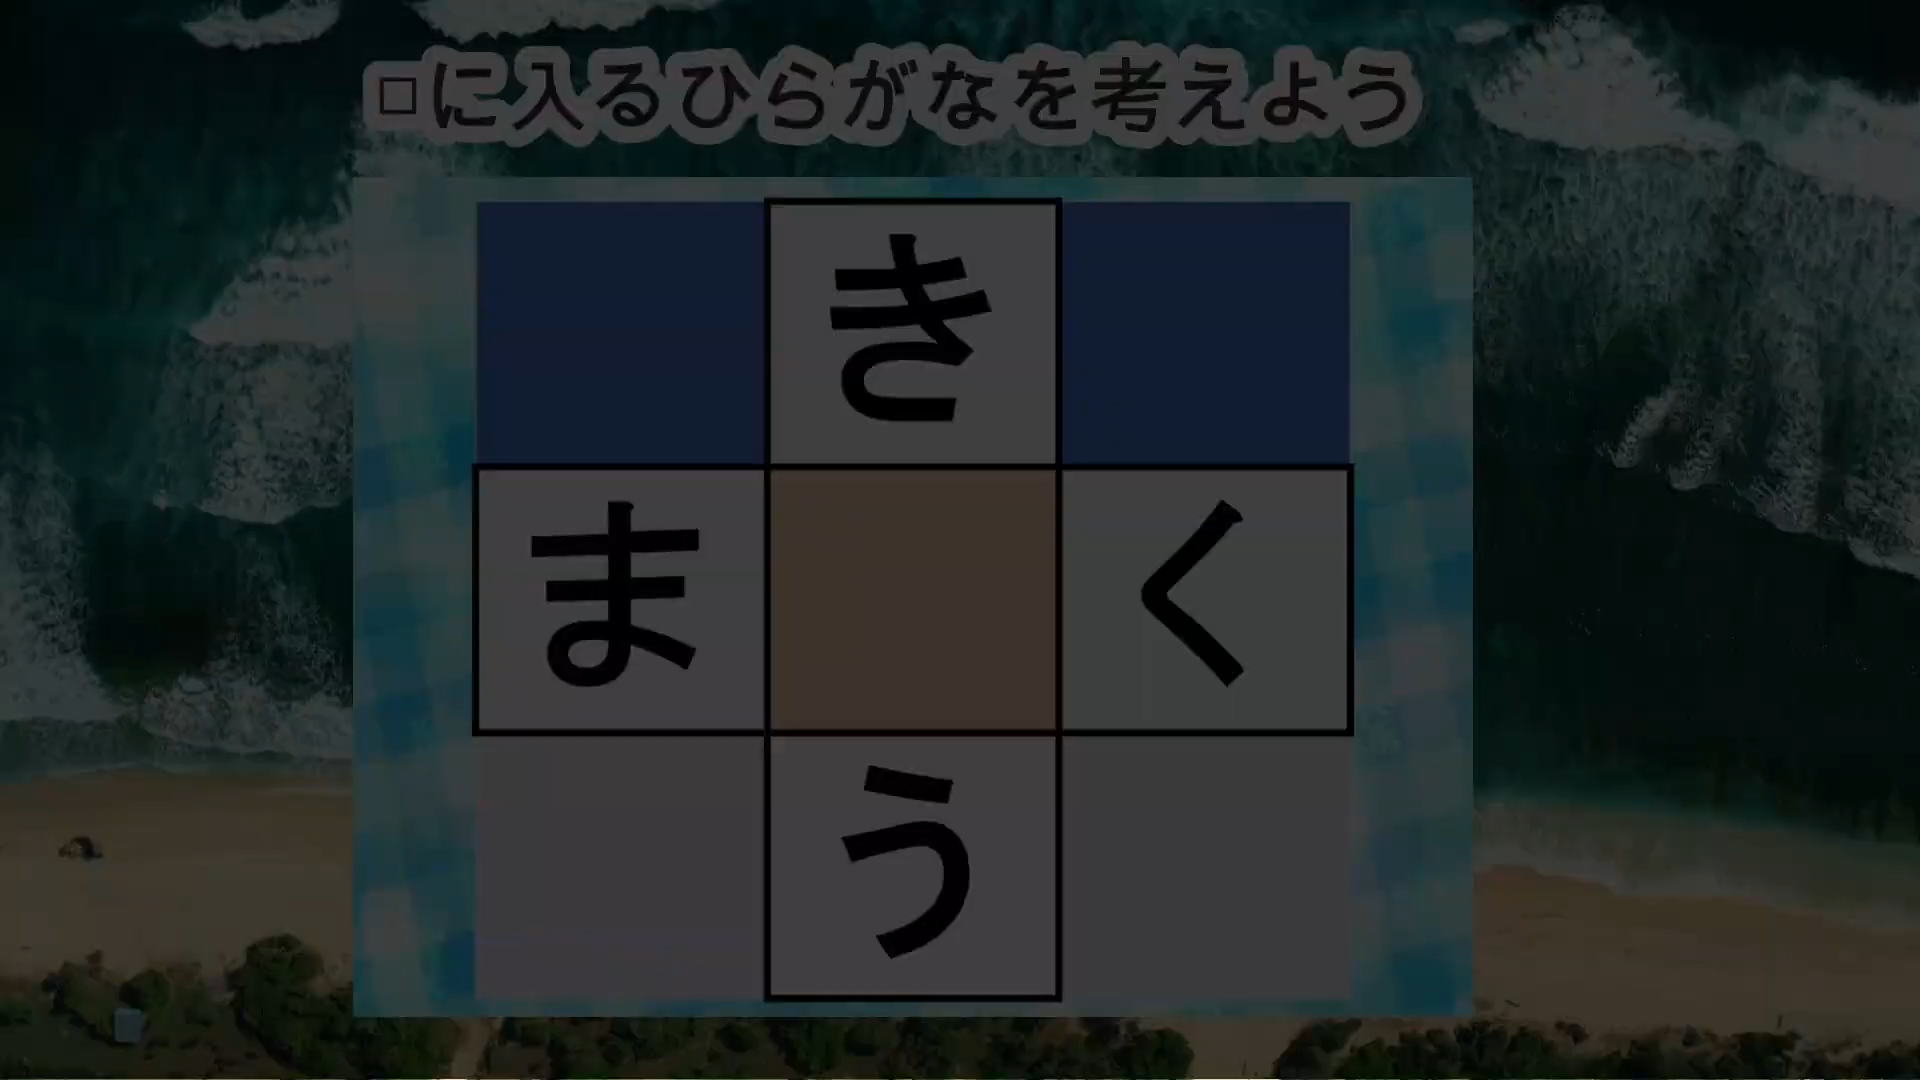 □に入るひらがなを考えよう
き
ま く
う